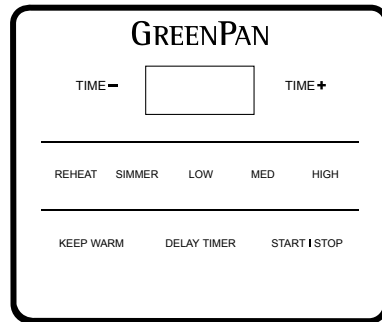 GREENPAN
TIME− TIME+
REHEAT SIMMER LOW MED HIGH
KEEP WARM DELAY TIMER START I STOP